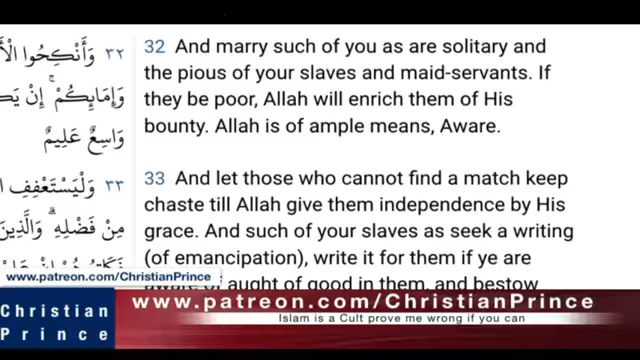 ٣٢ وَأَنْكِحُوا
32 And marry such of you as are solitary and
the pious of your slaves and maid-servants. If
وَإِمَائِكُمْ ۚ إِنْ
they be poor, Allah will enrich them of His
وَاسِعٌ عَلِيمٌ
bounty. Allah is of ample means, Aware.
٣٣ وَلْيَسْتَعْفِفِ
33 And let those who cannot find a match keep
chaste till Allah give them independence by His
مِنْ فَضْلِهِ ۗ وَالَّذِينَ
grace. And such of your slaves as seek a writing
(of emancipation), write it for them if ye are
www.patreon.com/ChristianPrince
aware of aught of good in them, and bestow
www.patreon.com/ChristianPrince
Christian
Prince
Islam is a Cult prove me wrong if you can